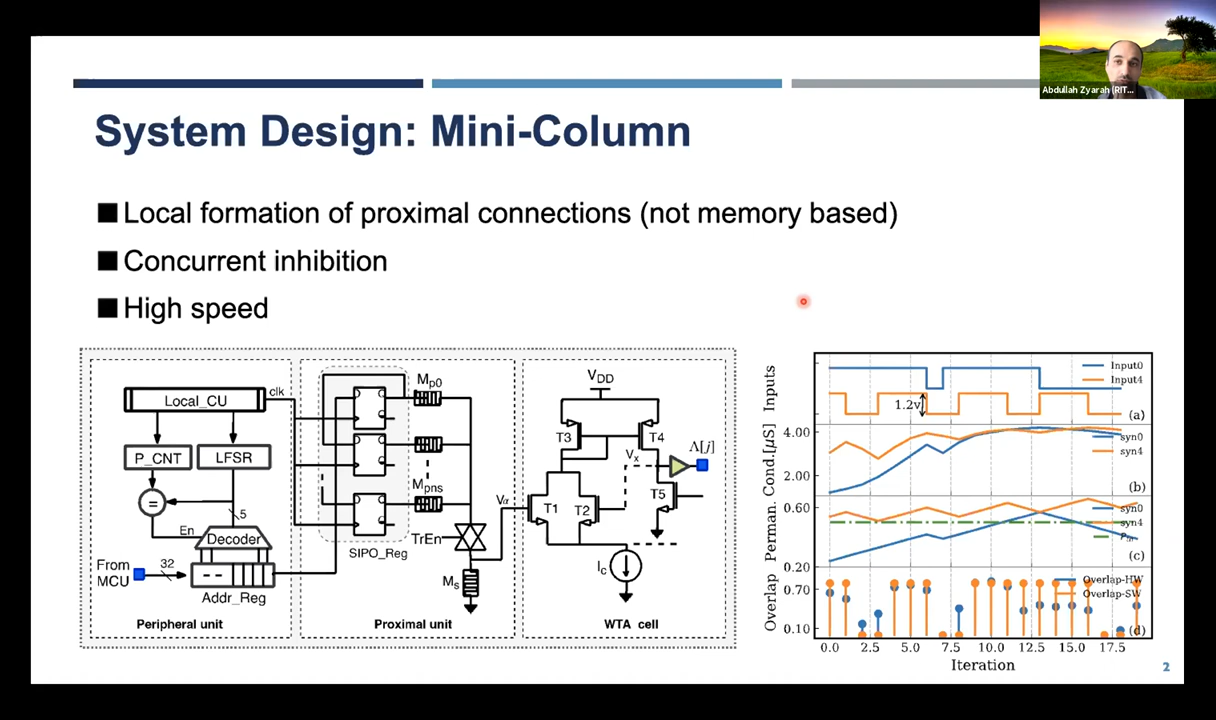 Abdullah Zyarah (RIT...
System Design: Mini-Column
Local formation of proximal connections (not memory based)
Concurrent inhibition
High speed
Local_CU
clk
P_CNT
LFSR
=
En
5
Decoder
From
MCU
32
Addr_Reg
Peripheral unit
Mp0
Mpns
SIPO_Reg
TrEn
Ms
Proximal unit
VDD
T3
T4
Vx
Λ[j]
Vα
T1
T2
T5
Ic
WTA cell
Inputs
Input0
Input4
1.2v
(a)
Cond.[μS]
4.00
2.00
syn0
syn4
(b)
Perman.
0.60
0.20
syn0
syn4
(c)
Overlap
0.70
0.10
Overlap-HW
Overlap-SW
(d)
0.0 2.5 5.0 7.5 10.0 12.5 15.0 17.5
Iteration
2